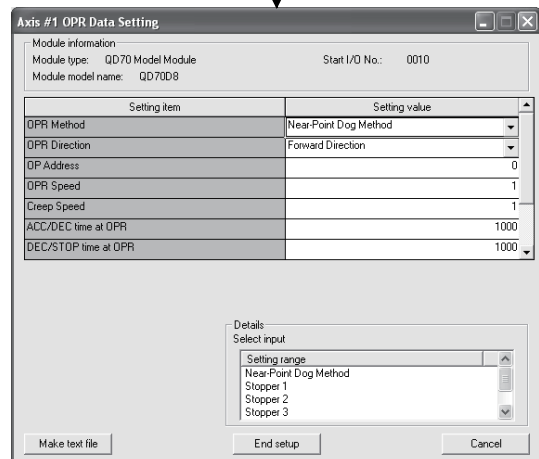 Axis #1 OPR Data Setting
Module information
Module type: QD70 Model Module Start I/O No.: 0010
Module model name: QD70D8
Setting item Setting value
OPR Method Near-Point Dog Method
OPR Direction Forward Direction
OP Address 0
OPR Speed 1
Creep Speed 1
ACC/DEC time at OPR 1000
DEC/STOP time at OPR 1000
Details
Select input
Setting range
Near-Point Dog Method
Stopper 1
Stopper 2
Stopper 3
Make text file End setup Cancel